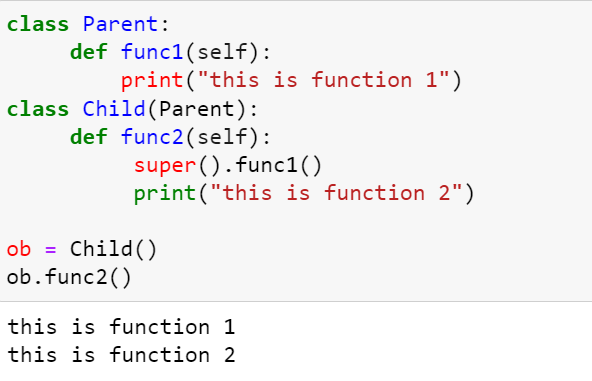 class Parent:
     def func1(self):
         print("this is function 1")
class Child(Parent):
     def func2(self):
          super().func1()
          print("this is function 2")

ob = Child()
ob.func2()
this is function 1
this is function 2